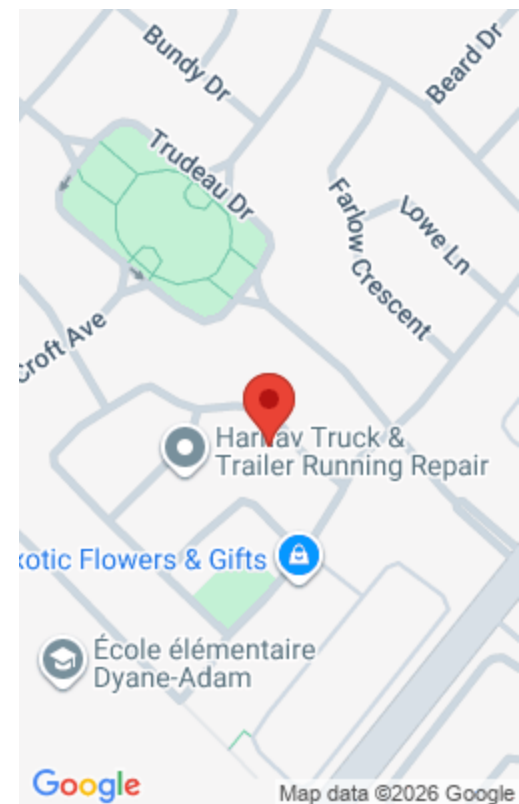 Bundy Dr
Beard Dr
Trudeau Dr
Farlow Crescent
Lowe Ln
croft Ave
Truck &
Trailer Running Repair
xotic Flowers & Gifts
École élémentaire
Dyane-Adam
Google
Map data ©2026 Google